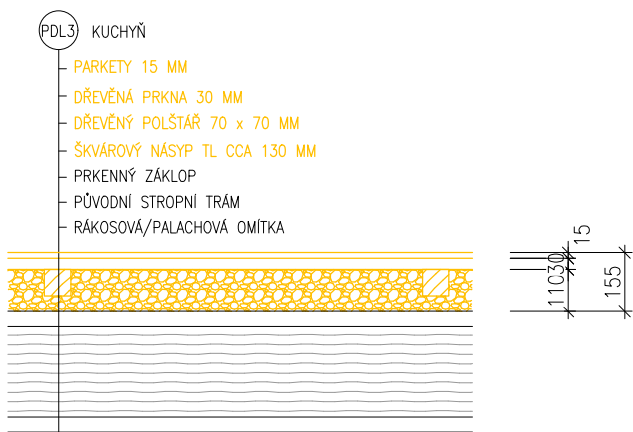 PDL3 KUCHYŇ
PARKETY 15 MM
DŘEVĚNÁ PRKNA 30 MM
DŘEVĚNÝ POLŠTÁŘ 70 x 70 MM
ŠKVÁROVÝ NÁSYP TL CCA 130 MM
PRKENNÝ ZÁKLOP
PŮVODNÍ STROPNÍ TRÁM
RÁKOSOVÁ/PALACHOVÁ OMÍTKA
15
30
110
155